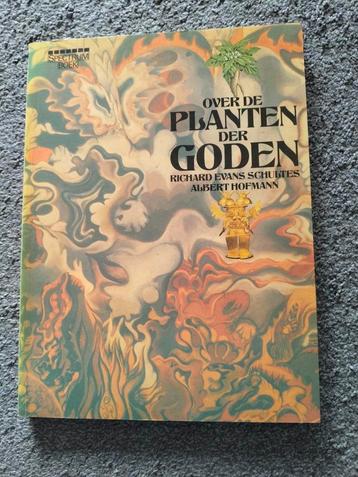 SPECTRUM
BOEK
OVER DE
PLANTEN
DER
GODEN
RICHARD EVANS SCHULTES
ALBERT HOFMANN